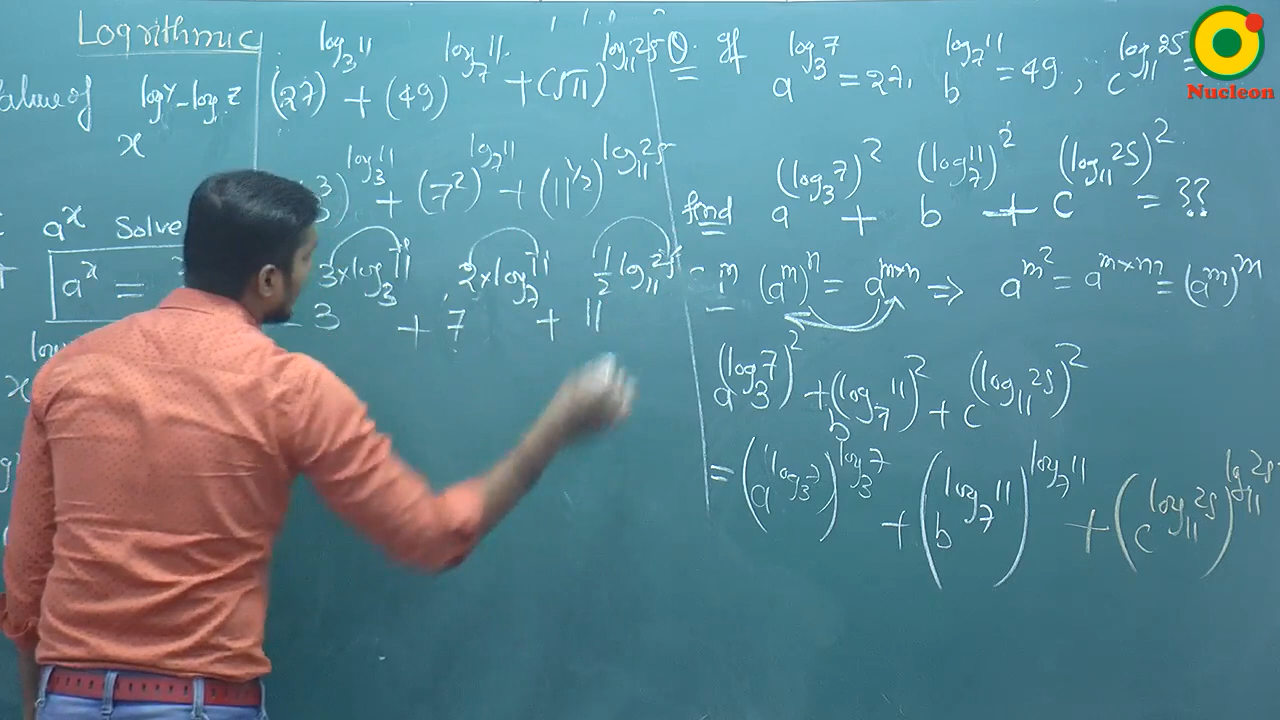 Logarithmic
Value of x^(log y - log z)
a^x Solve
a^x =
(27)^(log_3 11) + (49)^(log_7 11) + (√11)^(log_11 25)
3)^(log_3 11) + (7^2)^(log_7 11) + (11^(1/2))^(log_11 25)
3^(3×log_3 11) + 7^(2×log_7 11) + 11^(1/2 log_11 25)
Q. If a^(log_3 7) = 27, b^(log_7 11) = 49, c^(log_11 25) =
find a^((log_3 7)^2) + b^((log_7 11)^2) + c^((log_11 25)^2) = ??
(a^m)^n = a^(m×n) ⇒ a^(m^2) = a^(m×m) = (a^m)^m
a^((log_3 7)^2) + b^((log_7 11)^2) + c^((log_11 25)^2)
= (a^(log_3 7))^(log_3 7) + (b^(log_7 11))^(log_7 11) + (c^(log_11 25))^(log_11 25)
Nucleon